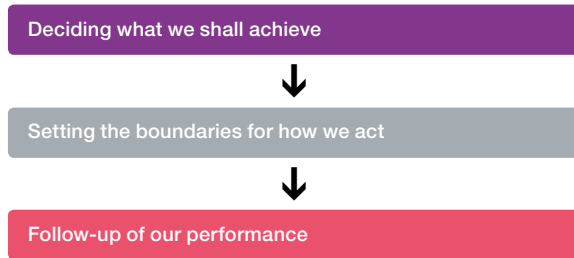 Deciding what we shall achieve
Setting the boundaries for how we act
Follow-up of our performance